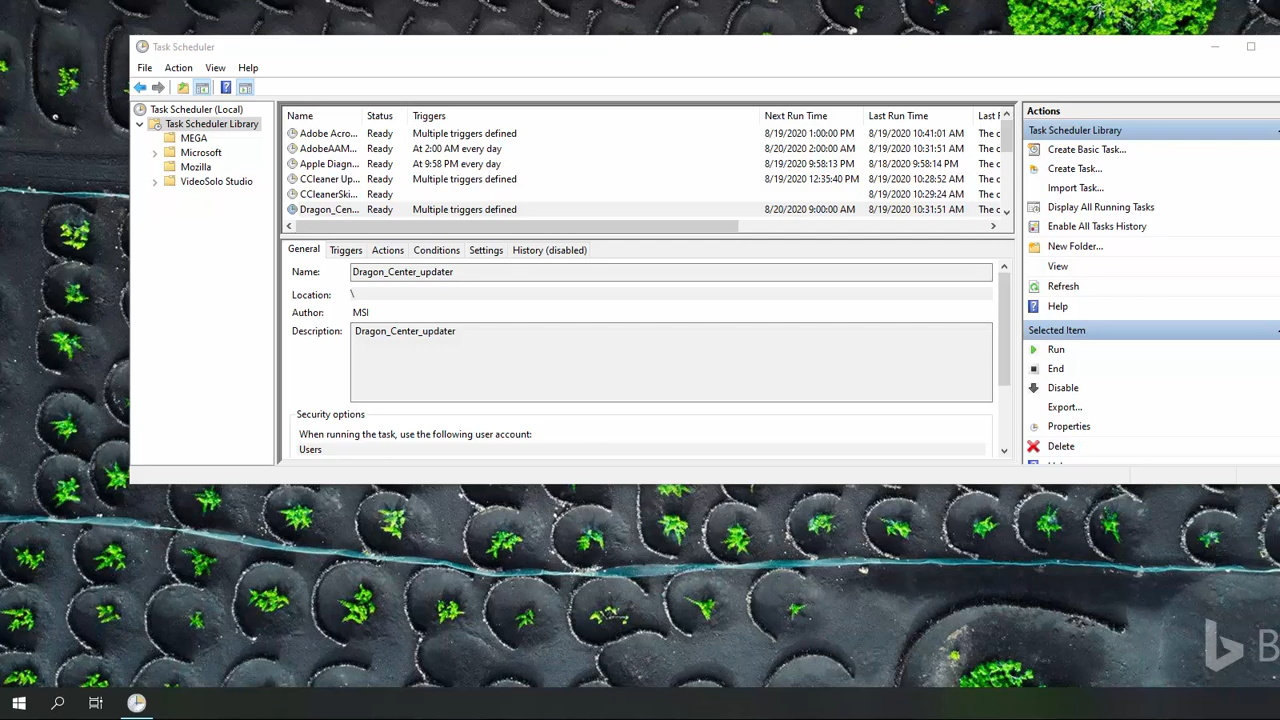 Task Scheduler
File Action View Help
Task Scheduler (Local)
Task Scheduler Library
MEGA
Microsoft
Mozilla
VideoSolo Studio
Name Status Triggers Next Run Time Last Run Time Last F
Adobe Acro... Ready Multiple triggers defined 8/19/2020 1:00:00 PM 8/19/2020 10:41:01 AM The c
AdobeAAM... Ready At 2:00 AM every day 8/20/2020 2:00:00 AM 8/19/2020 10:31:51 AM The c
Apple Diagn... Ready At 9:58 PM every day 8/19/2020 9:58:13 PM 8/18/2020 9:58:14 PM The c
CCleaner Up... Ready Multiple triggers defined 8/19/2020 12:35:40 PM 8/19/2020 10:28:52 AM The c
CCleanerSki... Ready 8/19/2020 10:29:24 AM The c
Dragon_Cen... Ready Multiple triggers defined 8/20/2020 9:00:00 AM 8/19/2020 10:31:51 AM The c
General Triggers Actions Conditions Settings History (disabled)
Name: Dragon_Center_updater
Location: \
Author: MSI
Description: Dragon_Center_updater
Security options
When running the task, use the following user account:
Users
Actions
Task Scheduler Library
Create Basic Task...
Create Task...
Import Task...
Display All Running Tasks
Enable All Tasks History
New Folder...
View
Refresh
Help
Selected Item
Run
End
Disable
Export...
Properties
Delete
B